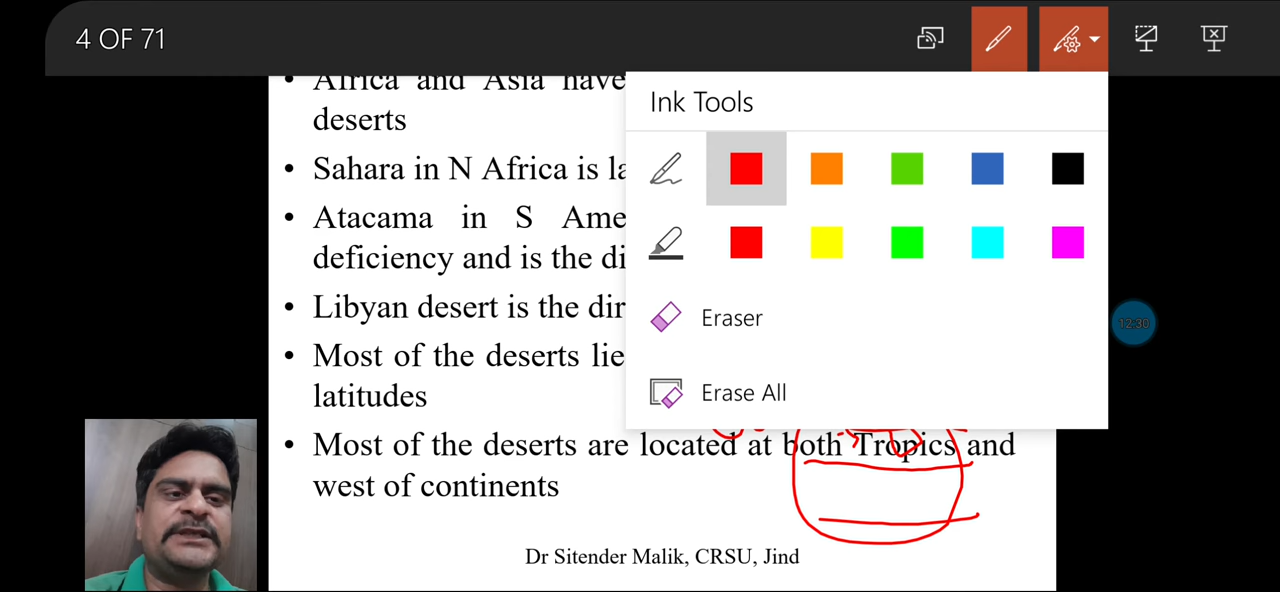 4 OF 71
Ink Tools
Eraser
Erase All
12:30
• Africa and Asia have
deserts
• Sahara in N Africa is la
• Atacama in S Ame
deficiency and is the di
• Libyan desert is the dir
• Most of the deserts lie
latitudes
• Most of the deserts are located at both Tropics and
west of continents
Dr Sitender Malik, CRSU, Jind